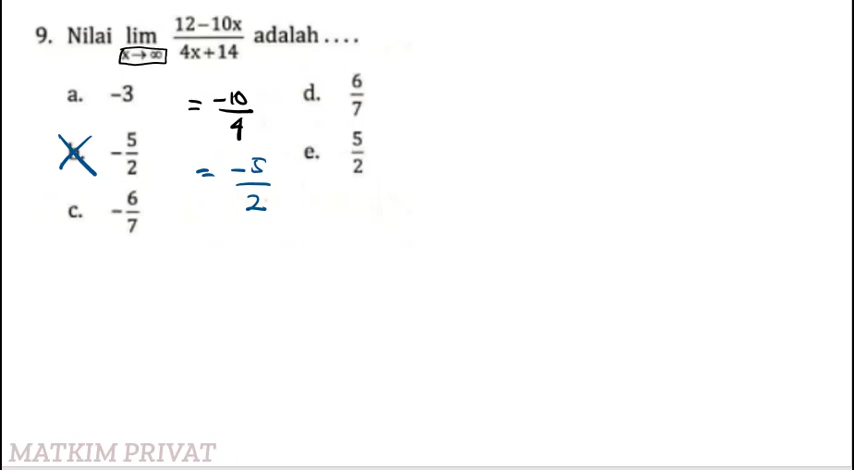 9. Nilai lim x→∞ 12−10x / 4x+14 adalah ....
a. −3
= −10 / 4
d. 6/7
−5/2
= −5 / 2
e. 5/2
c. −6/7
MATKIM PRIVAT